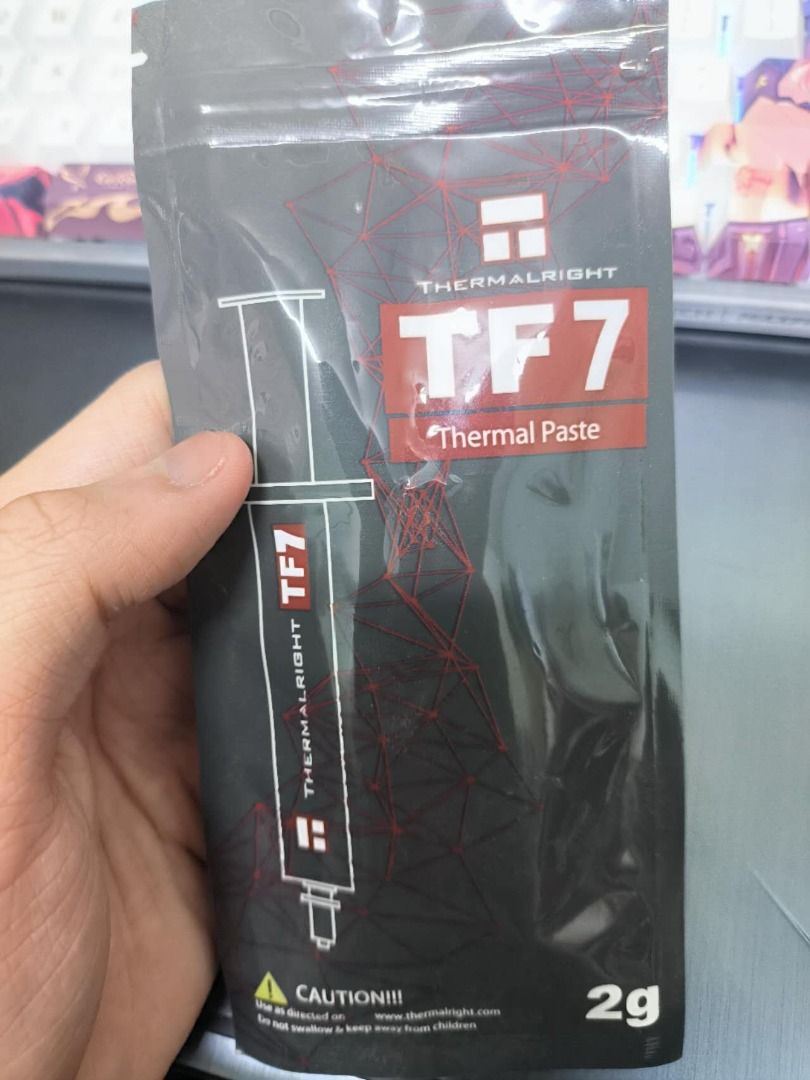 THERMALRIGHT
TF7
Thermal Paste
TF7
THERMALRIGHT
CAUTION!!!
Use as directed on www.thermalright.com
Do not swallow & keep away from children
2g